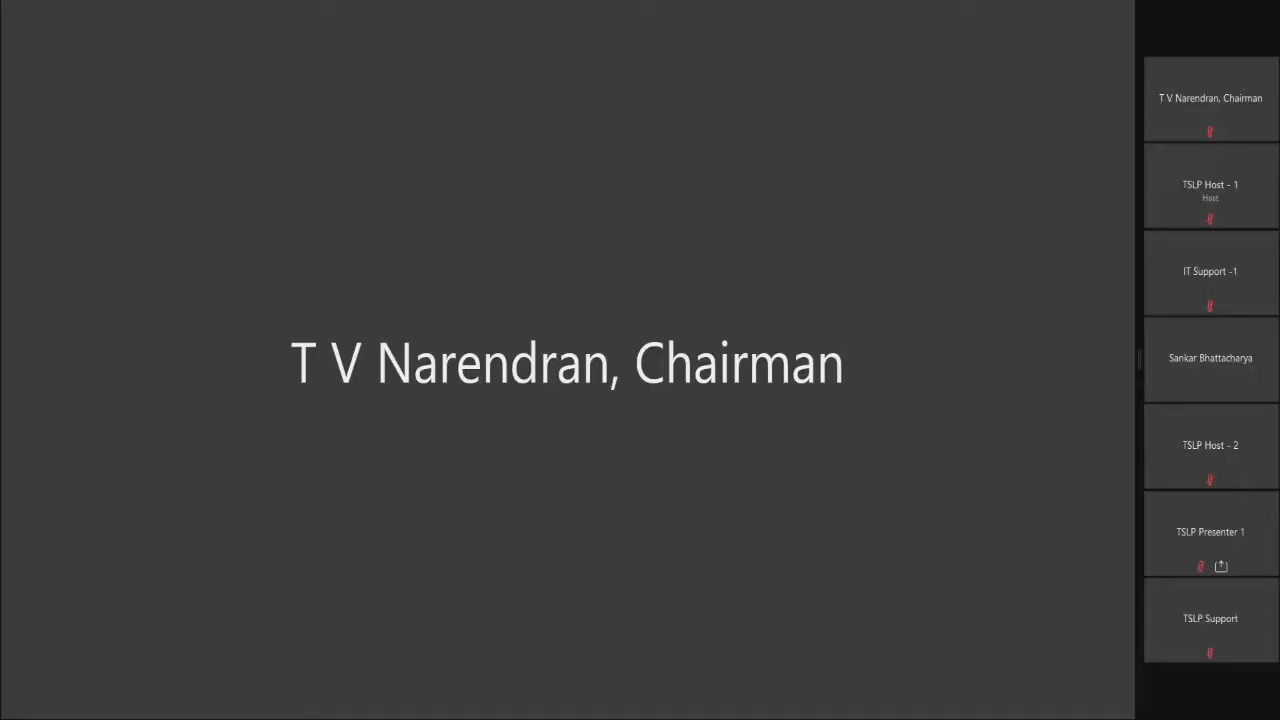 T V Narendran, Chairman
T V Narendran, Chairman
TSLP Host - 1
Host
IT Support -1
Sankar Bhattacharya
TSLP Host - 2
TSLP Presenter 1
TSLP Support